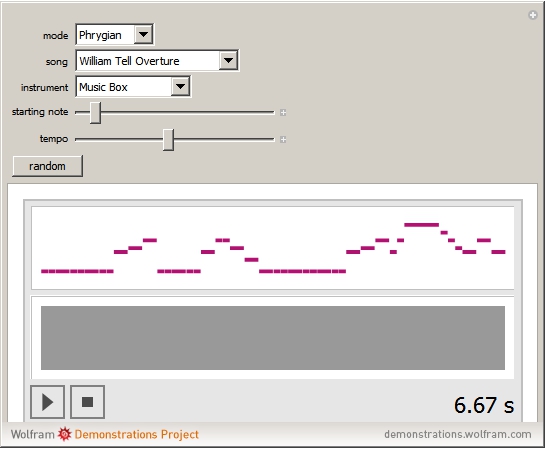 mode Phrygian
song William Tell Overture
instrument Music Box
starting note
tempo
random
6.67 s
Wolfram Demonstrations Project demonstrations.wolfram.com